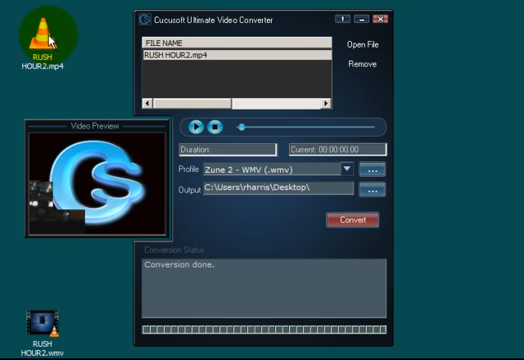 Cucusoft Ultimate Video Converter
FILE NAME
RUSH HOUR2.mp4
Open File
Remove
RUSH
HOUR2.mp4
Video Preview
Duration:
Current: 00:00:00.00
Profile
Zune 2 - WMV (.wmv)
...
Output
C:\Users\rharris\Desktop\
...
Convert
Conversion Status
Conversion done.
RUSH
HOUR2.wmv